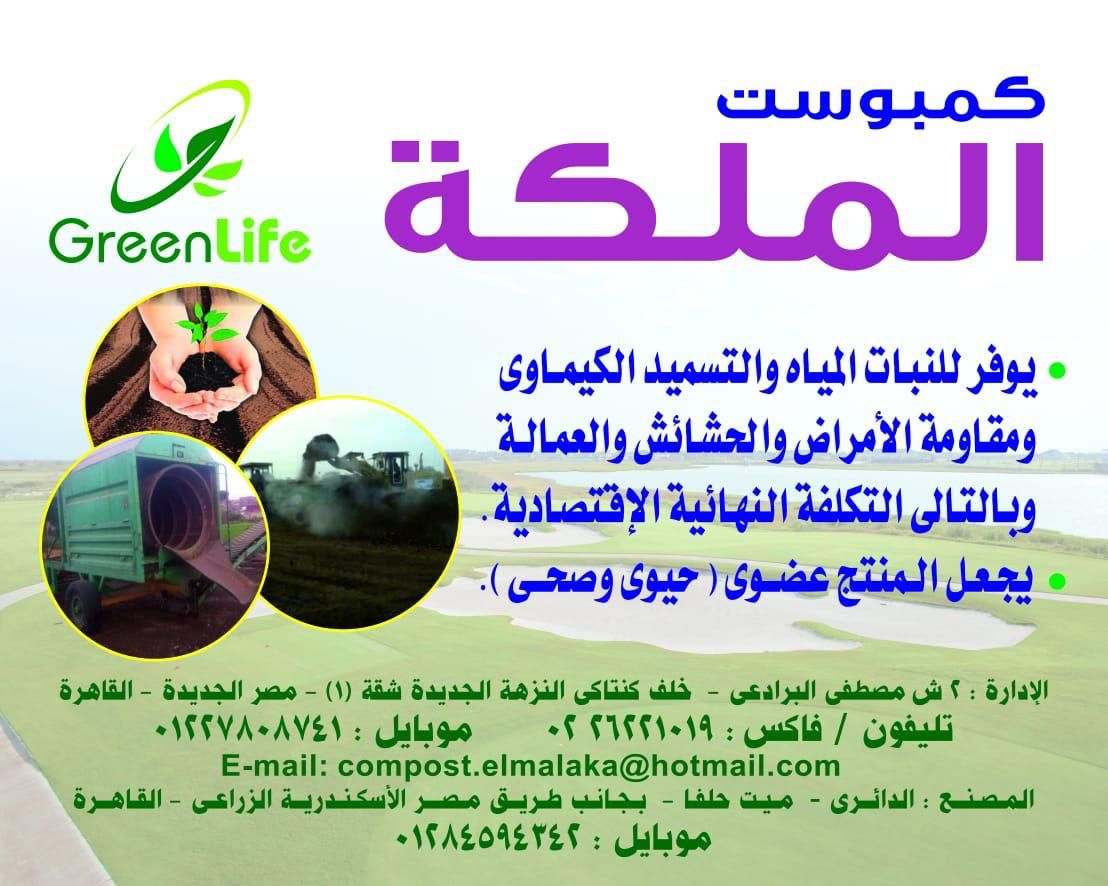 كمبوست
الملكة
GreenLife
• يوفر للنبات المياه والتسميد الكيماوى
ومقاومة الأمراض والحشائش والعمالة
وبالتالى التكلفة النهائية الإقتصادية .
• يجعل المنتج عضوى ( حيوى وصحى ).
الإدارة : ٢ ش مصطفى البرادعى - خلف كنتاكى النزهة الجديدة شقة (١) - مصر الجديدة - القاهرة
تليفون / فاكس : ٠٢ ٢٦٢٢١٠١٩ موبايل : ٠١٢٢٧٨٠٨٧٤١
E-mail: compost.elmalaka@hotmail.com
المصنع : الدائرى - ميت حلفا - بجانب طريق مصر الأسكندرية الزراعى - القاهرة
موبايل : ٠١٢٨٤٥٩٤٣٤٢